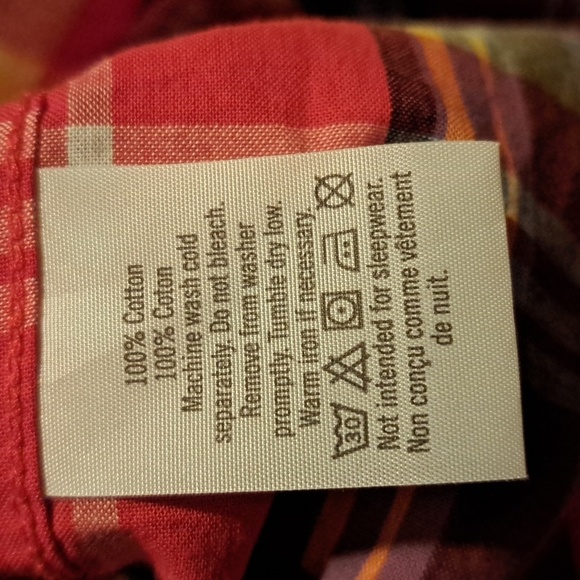 100% Cotton
100% Coton
Machine wash cold
separately. Do not bleach.
Remove from washer
promptly. Tumble dry low.
Warm iron if necessary.
30
Not intended for sleepwear.
Non conçu comme vêtement
de nuit.